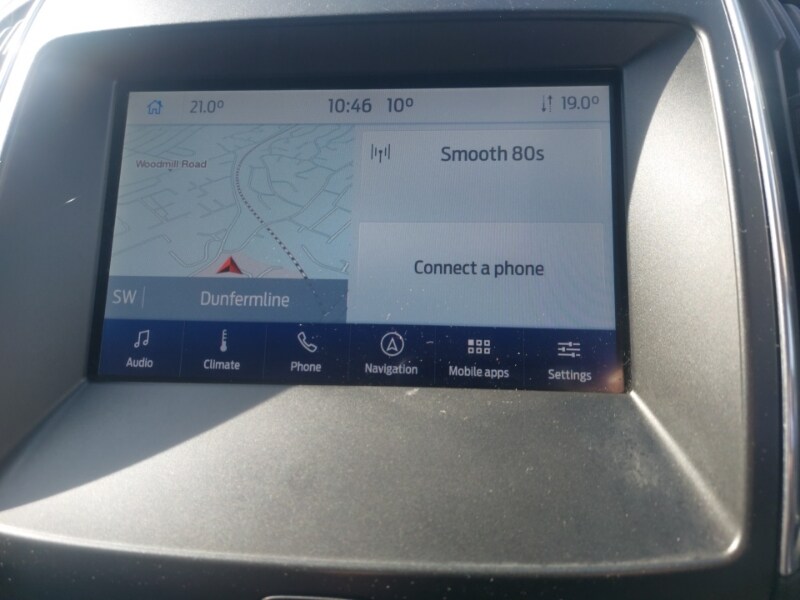 21.0° 10:46 10° 19.0°
Woodmill Road
Smooth 80s
Connect a phone
SW Dunfermline
Audio Climate Phone Navigation Mobile apps Settings